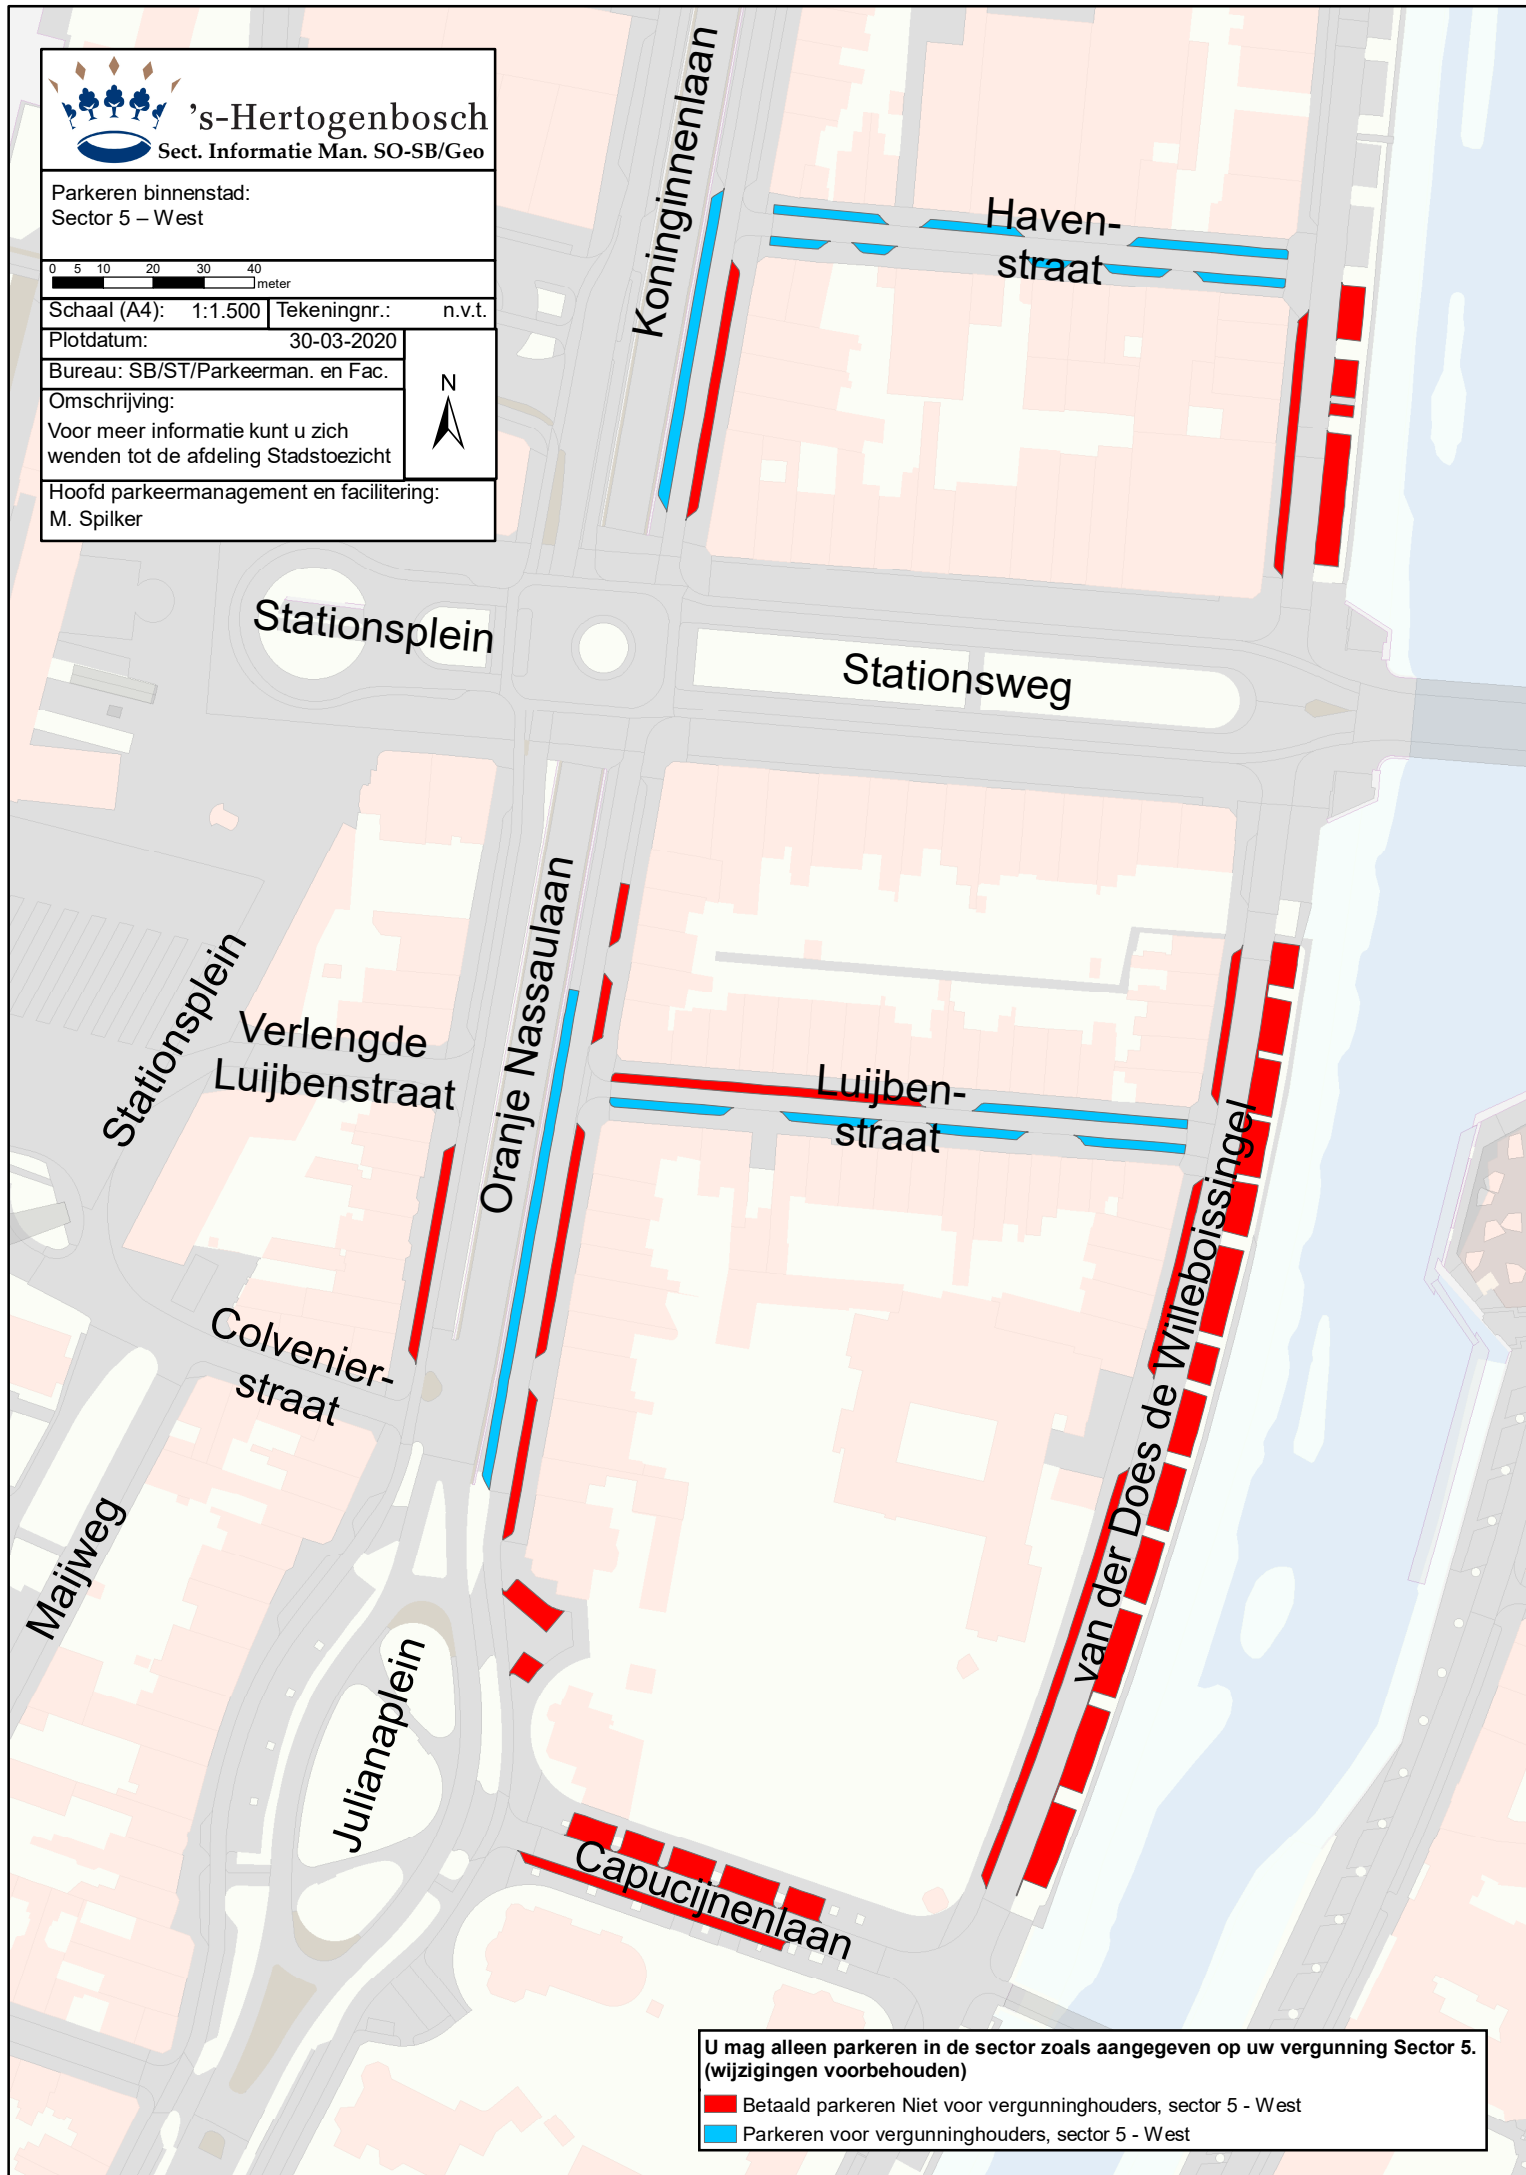 's-Hertogenbosch
Sect. Informatie Man. SO-SB/Geo
Parkeren binnenstad:
Sector 5 – West
0 5 10 20 30 40
meter
Schaal (A4): 1:1.500 Tekeningnr.: n.v.t.
Plotdatum: 30-03-2020
Bureau: SB/ST/Parkeerman. en Fac.
N
Omschrijving:
Voor meer informatie kunt u zich
wenden tot de afdeling Stadstoezicht
Hoofd parkeermanagement en facilitering:
M. Spilker
Koninginnenlaan
Haven-
straat
Stationsplein
Stationsweg
Oranje Nassaulaan
Stationsplein
Verlengde
Luijbenstraat
Luijben-
straat
van der Does de Willeboissingel
Colvenier-
straat
Maijweg
Julianaplein
Capucijnenlaan
U mag alleen parkeren in de sector zoals aangegeven op uw vergunning Sector 5.
(wijzigingen voorbehouden)
Betaald parkeren Niet voor vergunninghouders, sector 5 - West
Parkeren voor vergunninghouders, sector 5 - West